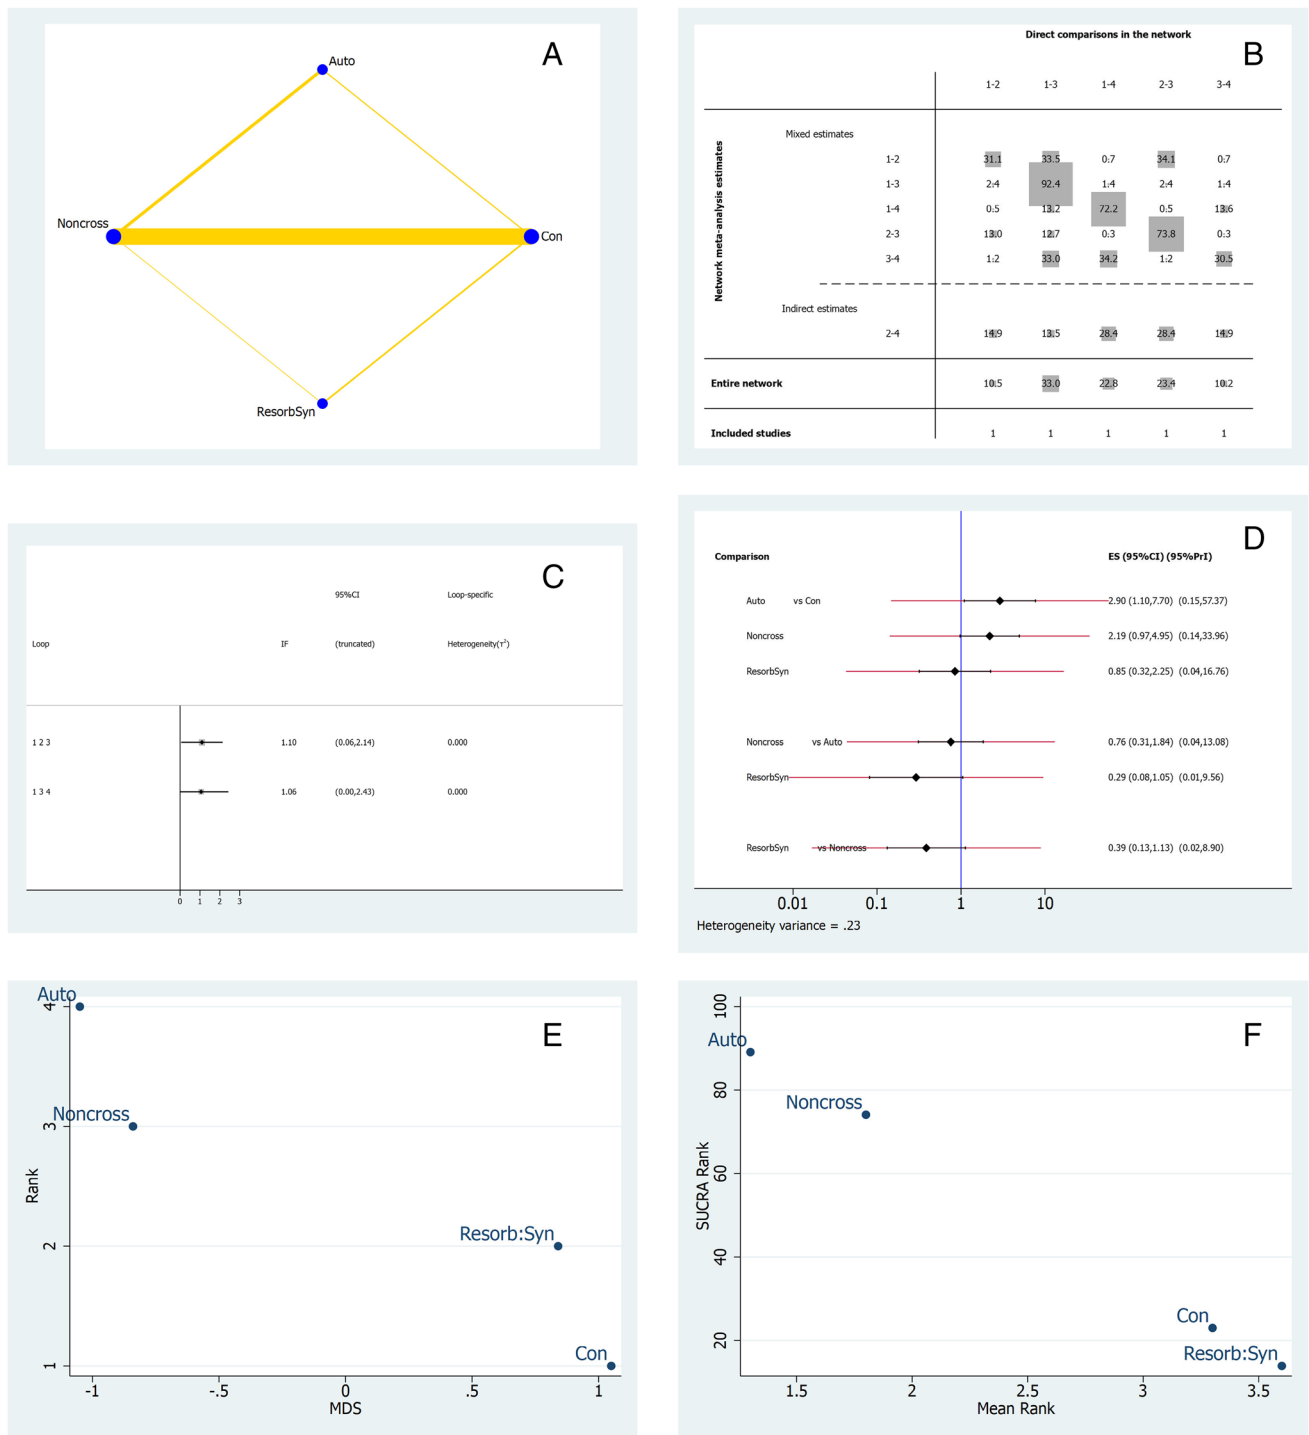 A
Auto
Noncross
Con
ResorbSyn
B
Direct comparisons in the network
1-2 1-3 1-4 2-3 3-4
Network meta-analysis estimates
Mixed estimates
1-2 31.1 33.5 0.7 34.1 0.7
1-3 2.4 92.4 1.4 2.4 1.4
1-4 0.5 13.2 72.2 0.5 13.6
2-3 13.0 12.7 0.3 73.8 0.3
3-4 1.2 33.0 34.2 1.2 30.5
Indirect estimates
2-4 14.9 13.5 28.4 28.4 14.9
Entire network 10.5 33.0 22.8 23.4 10.2
Included studies 1 1 1 1 1
C
95%CI Loop-specific
Loop IF (truncated) Heterogeneity(τ²)
1 2 3 1.10 (0.06,2.14) 0.000
1 3 4 1.06 (0.00,2.43) 0.000
0 1 2 3
D
Comparison ES (95%CI) (95%PrI)
Auto vs Con 2.90 (1.10,7.70) (0.15,57.37)
Noncross 2.19 (0.97,4.95) (0.14,33.96)
ResorbSyn 0.85 (0.32,2.25) (0.04,16.76)
Noncross vs Auto 0.76 (0.31,1.84) (0.04,13.08)
ResorbSyn 0.29 (0.08,1.05) (0.01,9.56)
ResorbSyn vs Noncross 0.39 (0.13,1.13) (0.02,8.90)
0.01 0.1 1 10
Heterogeneity variance = .23
E
Auto
Noncross
Resorb:Syn
Con
Rank
4
3
2
1
-1 -.5 0 .5 1
MDS
F
Auto
Noncross
Con
Resorb:Syn
SUCRA Rank
100
80
60
40
20
1.5 2 2.5 3 3.5
Mean Rank